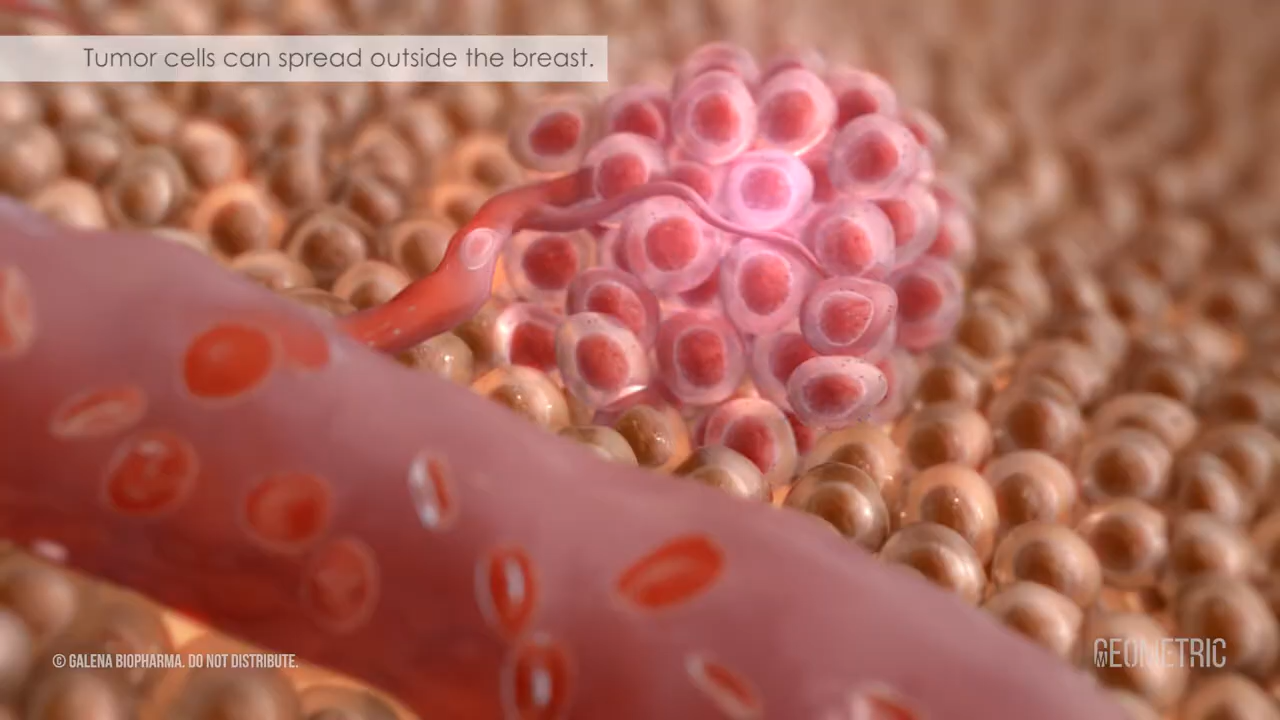 Tumor cells can spread outside the breast.
© GALENA BIOPHARMA. DO NOT DISTRIBUTE.
GEOMETRIC